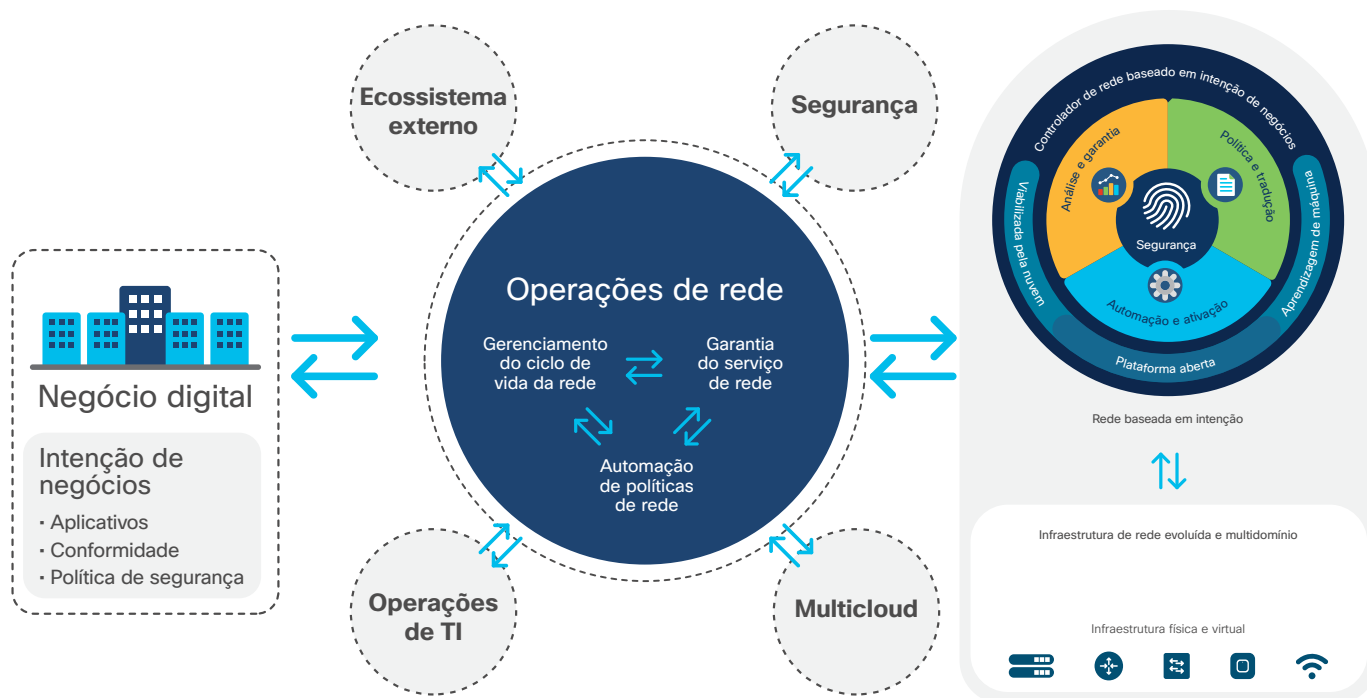 Ecossistema
externo
Segurança
Negócio digital
Intenção de
negócios
· Aplicativos
· Conformidade
· Política de segurança
Operações de rede
Gerenciamento
do ciclo de
vida da rede
Garantia
do serviço
de rede
Automação
de políticas
de rede
Operações
de TI
Multicloud
Controlador de rede baseado em intenção de negócios
Análise e garantia
Política e tradução
Segurança
Automação e ativação
Viabilizada pela nuvem
Plataforma aberta
Aprendizagem de máquina
Rede baseada em intenção
Infraestrutura de rede evoluída e multidomínio
Infraestrutura física e virtual